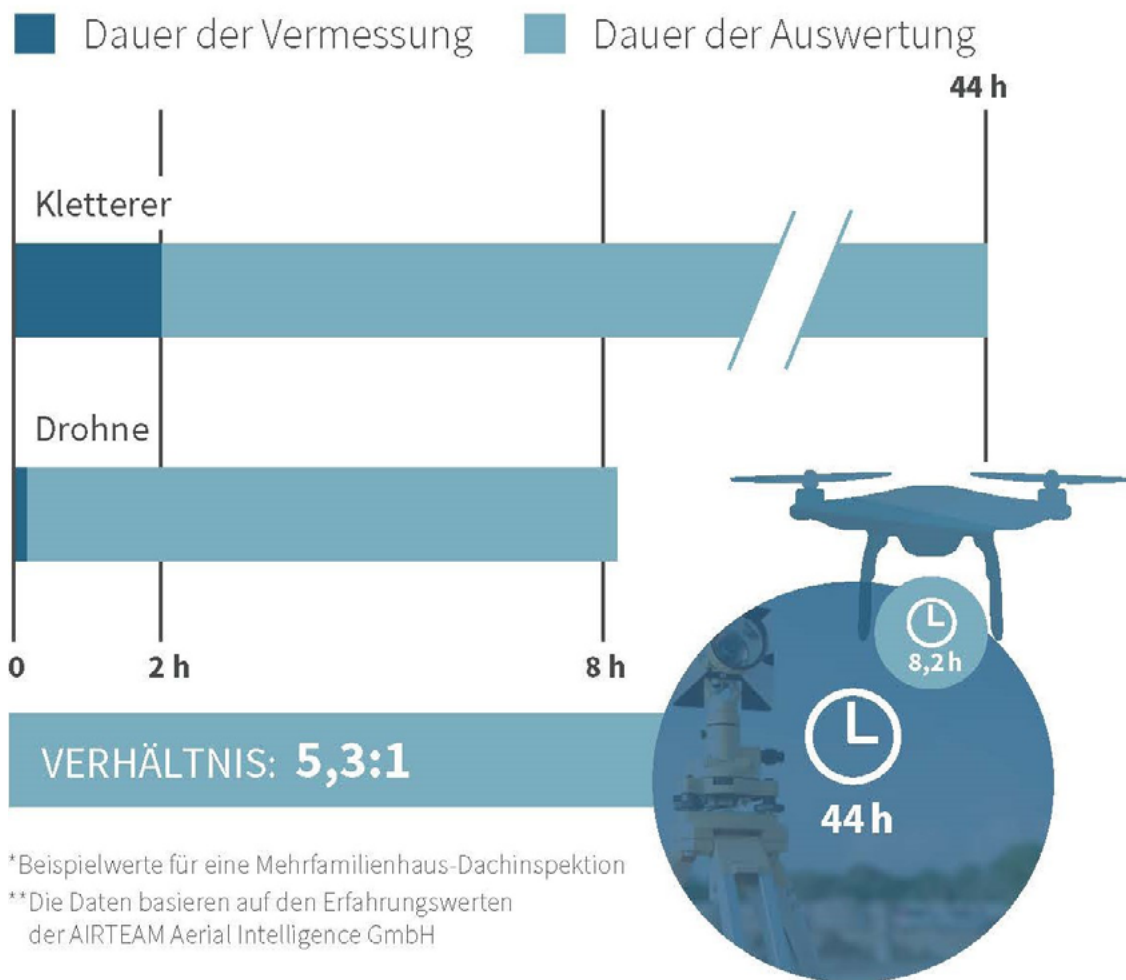 Dauer der Vermessung
Dauer der Auswertung
44 h
Kletterer
Drohne
0
2 h
8 h
8,2 h
VERHÄLTNIS: 5,3:1
44 h
*Beispielwerte für eine Mehrfamilienhaus-Dachinspektion
**Die Daten basieren auf den Erfahrungswerten
der AIRTEAM Aerial Intelligence GmbH